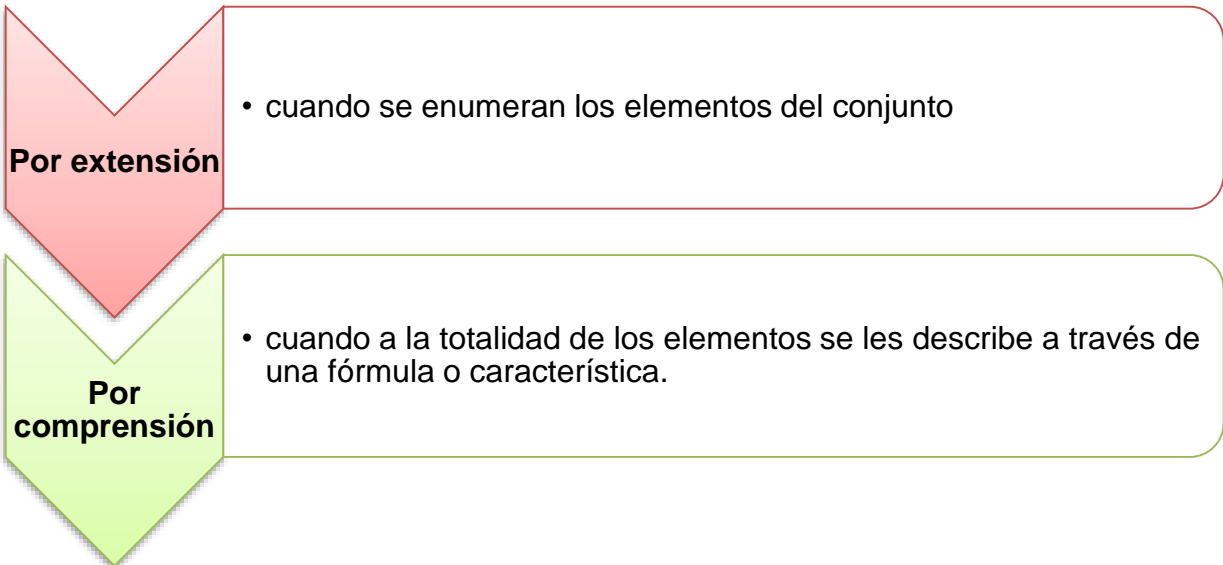 Por extensión
• cuando se enumeran los elementos del conjunto
Por
comprensión
• cuando a la totalidad de los elementos se les describe a través de
una fórmula o característica.